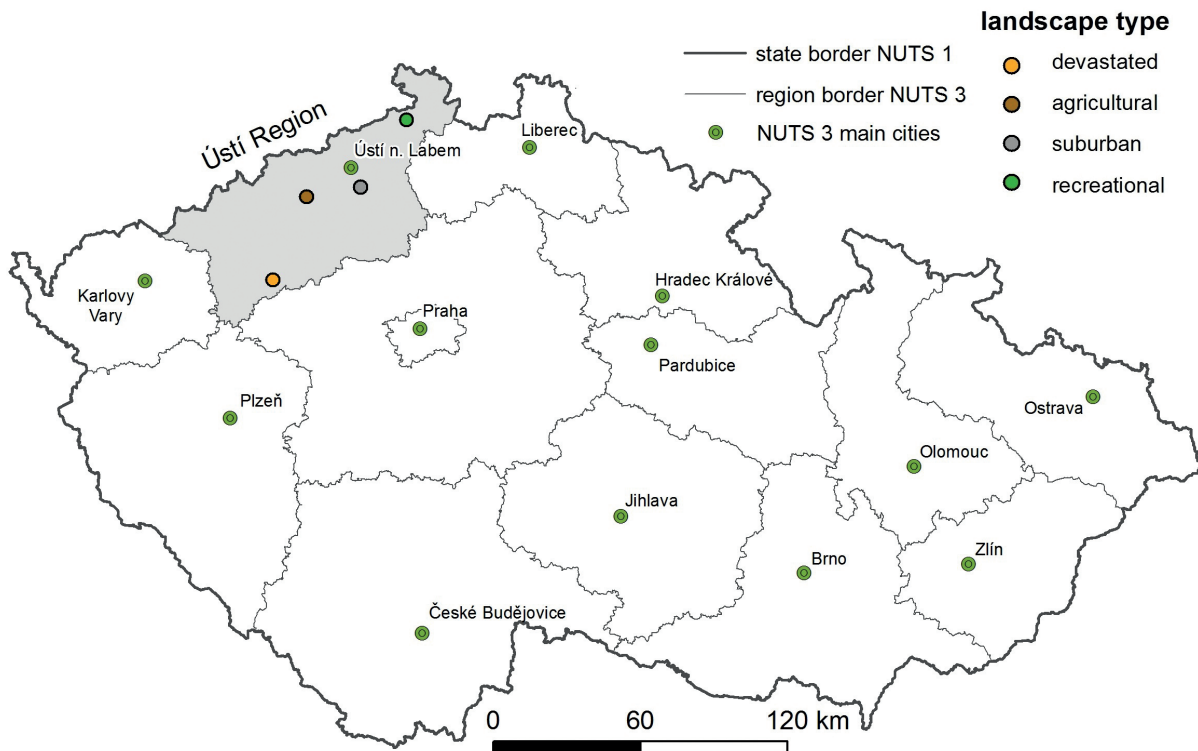 landscape type
state border NUTS 1
devastated
region border NUTS 3
agricultural
NUTS 3 main cities
suburban
recreational
Ústí Region
Liberec
Ústí n. Labem
Karlovy
Vary
Praha
Hradec Králové
Pardubice
Plzeň
Ostrava
Olomouc
Jihlava
Brno
Zlín
České Budějovice
0 60 120 km